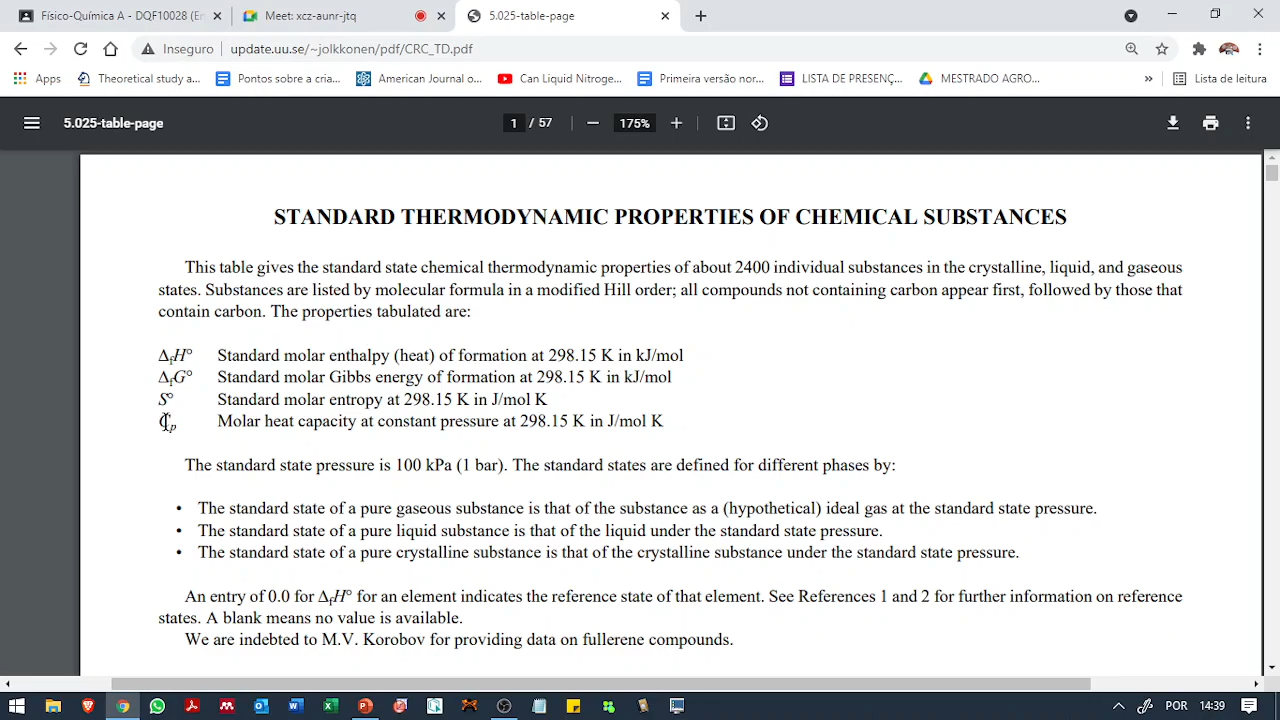 Físico-Química A - DQF10028 (Er
Meet: xcz-aunr-jtq
5.025-table-page
Inseguro
update.uu.se/~jolkkonen/pdf/CRC_TD.pdf
Apps
Theoretical study a...
Pontos sobre a cria...
American Journal o...
Can Liquid Nitroge...
Primeira versão nor...
LISTA DE PRESENÇ...
MESTRADO AGRO...
»
Lista de leitura
5.025-table-page
1 / 57
175%
STANDARD THERMODYNAMIC PROPERTIES OF CHEMICAL SUBSTANCES
This table gives the standard state chemical thermodynamic properties of about 2400 individual substances in the crystalline, liquid, and gaseous
states. Substances are listed by molecular formula in a modified Hill order; all compounds not containing carbon appear first, followed by those that
contain carbon. The properties tabulated are:
ΔfH° Standard molar enthalpy (heat) of formation at 298.15 K in kJ/mol
ΔfG° Standard molar Gibbs energy of formation at 298.15 K in kJ/mol
S° Standard molar entropy at 298.15 K in J/mol K
Cp Molar heat capacity at constant pressure at 298.15 K in J/mol K
The standard state pressure is 100 kPa (1 bar). The standard states are defined for different phases by:
• The standard state of a pure gaseous substance is that of the substance as a (hypothetical) ideal gas at the standard state pressure.
• The standard state of a pure liquid substance is that of the liquid under the standard state pressure.
• The standard state of a pure crystalline substance is that of the crystalline substance under the standard state pressure.
An entry of 0.0 for ΔfH° for an element indicates the reference state of that element. See References 1 and 2 for further information on reference
states. A blank means no value is available.
We are indebted to M.V. Korobov for providing data on fullerene compounds.
POR
14:39